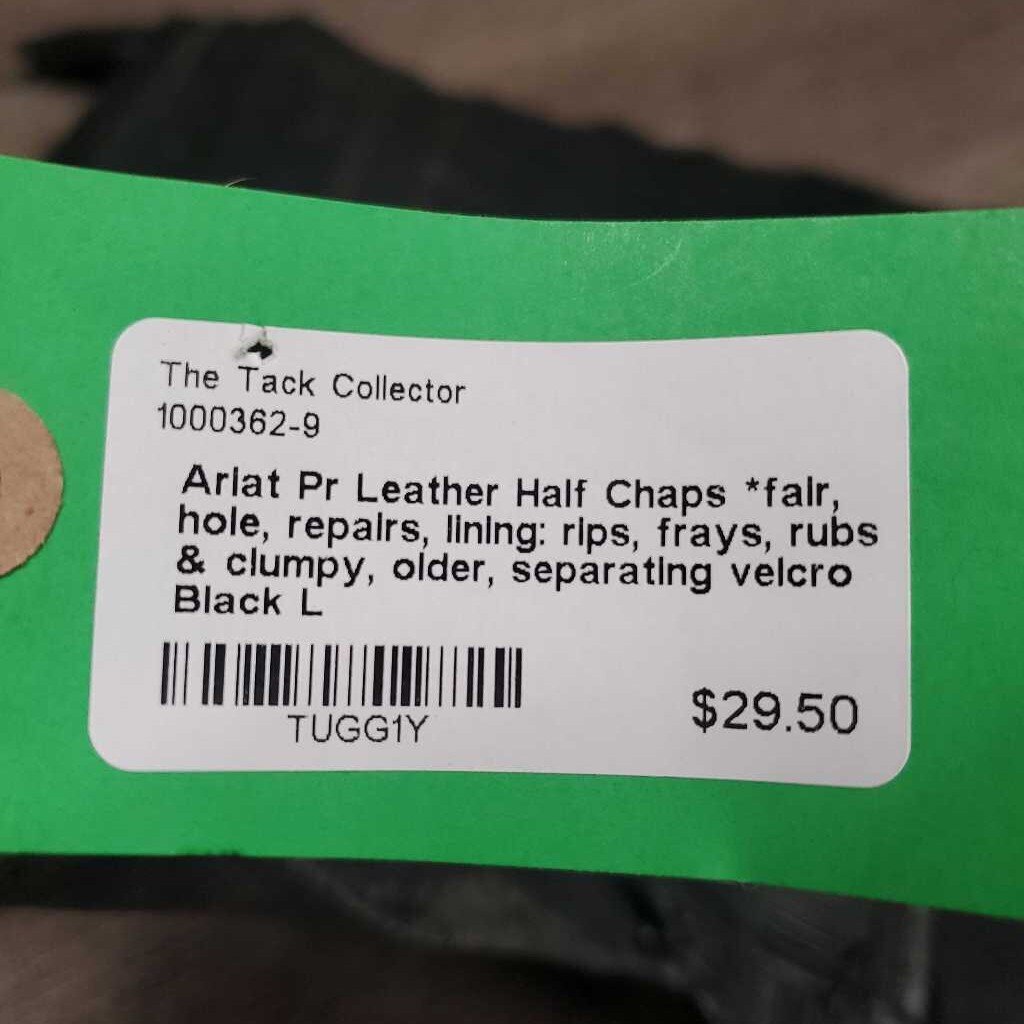 The Tack Collector
1000362-9
Ariat Pr Leather Half Chaps *fair,
hole, repairs, lining: rips, frays, rubs
& clumpy, older, separating velcro
Black L
TUGG1Y
$29.50